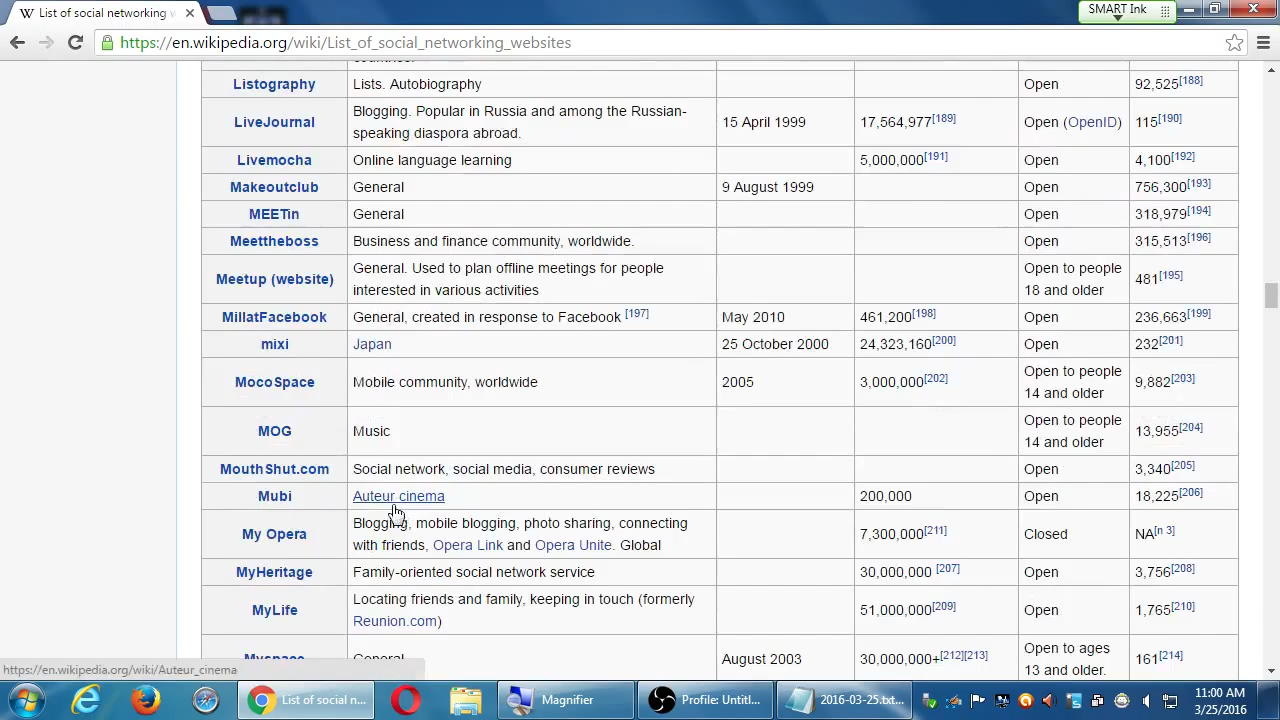 List of social networking w
SMART Ink
https://en.wikipedia.org/wiki/List_of_social_networking_websites
Listography Lists. Autobiography Open 92,525[188]
LiveJournal Blogging. Popular in Russia and among the Russian-
speaking diaspora abroad. 15 April 1999 17,564,977[189] Open (OpenID) 115[190]
Livemocha Online language learning 5,000,000[191] Open 4,100[192]
Makeoutclub General 9 August 1999 Open 756,300[193]
MEETin General Open 318,979[194]
Meettheboss Business and finance community, worldwide. Open 315,513[196]
Meetup (website) General. Used to plan offline meetings for people
interested in various activities Open to people
18 and older 481[195]
MillatFacebook General, created in response to Facebook [197] May 2010 461,200[198] Open 236,663[199]
mixi Japan 25 October 2000 24,323,160[200] Open 232[201]
MocoSpace Mobile community, worldwide 2005 3,000,000[202] Open to people
14 and older 9,882[203]
MOG Music Open to people
14 and older 13,955[204]
MouthShut.com Social network, social media, consumer reviews Open 3,340[205]
Mubi Auteur cinema 200,000 Open 18,225[206]
My Opera Blogging, mobile blogging, photo sharing, connecting
with friends, Opera Link and Opera Unite. Global 7,300,000[211] Closed NA[n 3]
MyHeritage Family-oriented social network service 30,000,000 [207] Open 3,756[208]
MyLife Locating friends and family, keeping in touch (formerly
Reunion.com) 51,000,000[209] Open 1,765[210]
Myspace General August 2003 30,000,000+[212][213] Open to ages
13 and older. 161[214]
https://en.wikipedia.org/wiki/Auteur_cinema
List of social n...
Magnifier
Profile: Untitl...
2016-03-25.txt...
11:00 AM
3/25/2016